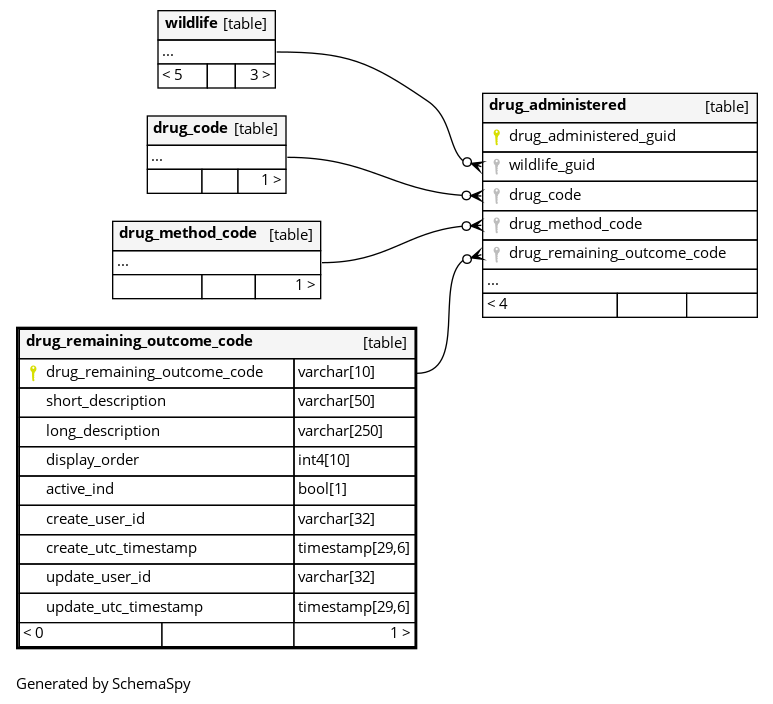 wildlife [table]
...
< 5 3 >
drug_code [table]
...
1 >
drug_method_code [table]
...
1 >
drug_administered [table]
drug_administered_guid
wildlife_guid
drug_code
drug_method_code
drug_remaining_outcome_code
...
< 4
drug_remaining_outcome_code [table]
drug_remaining_outcome_code varchar[10]
short_description varchar[50]
long_description varchar[250]
display_order int4[10]
active_ind bool[1]
create_user_id varchar[32]
create_utc_timestamp timestamp[29,6]
update_user_id varchar[32]
update_utc_timestamp timestamp[29,6]
< 0 1 >
Generated by SchemaSpy